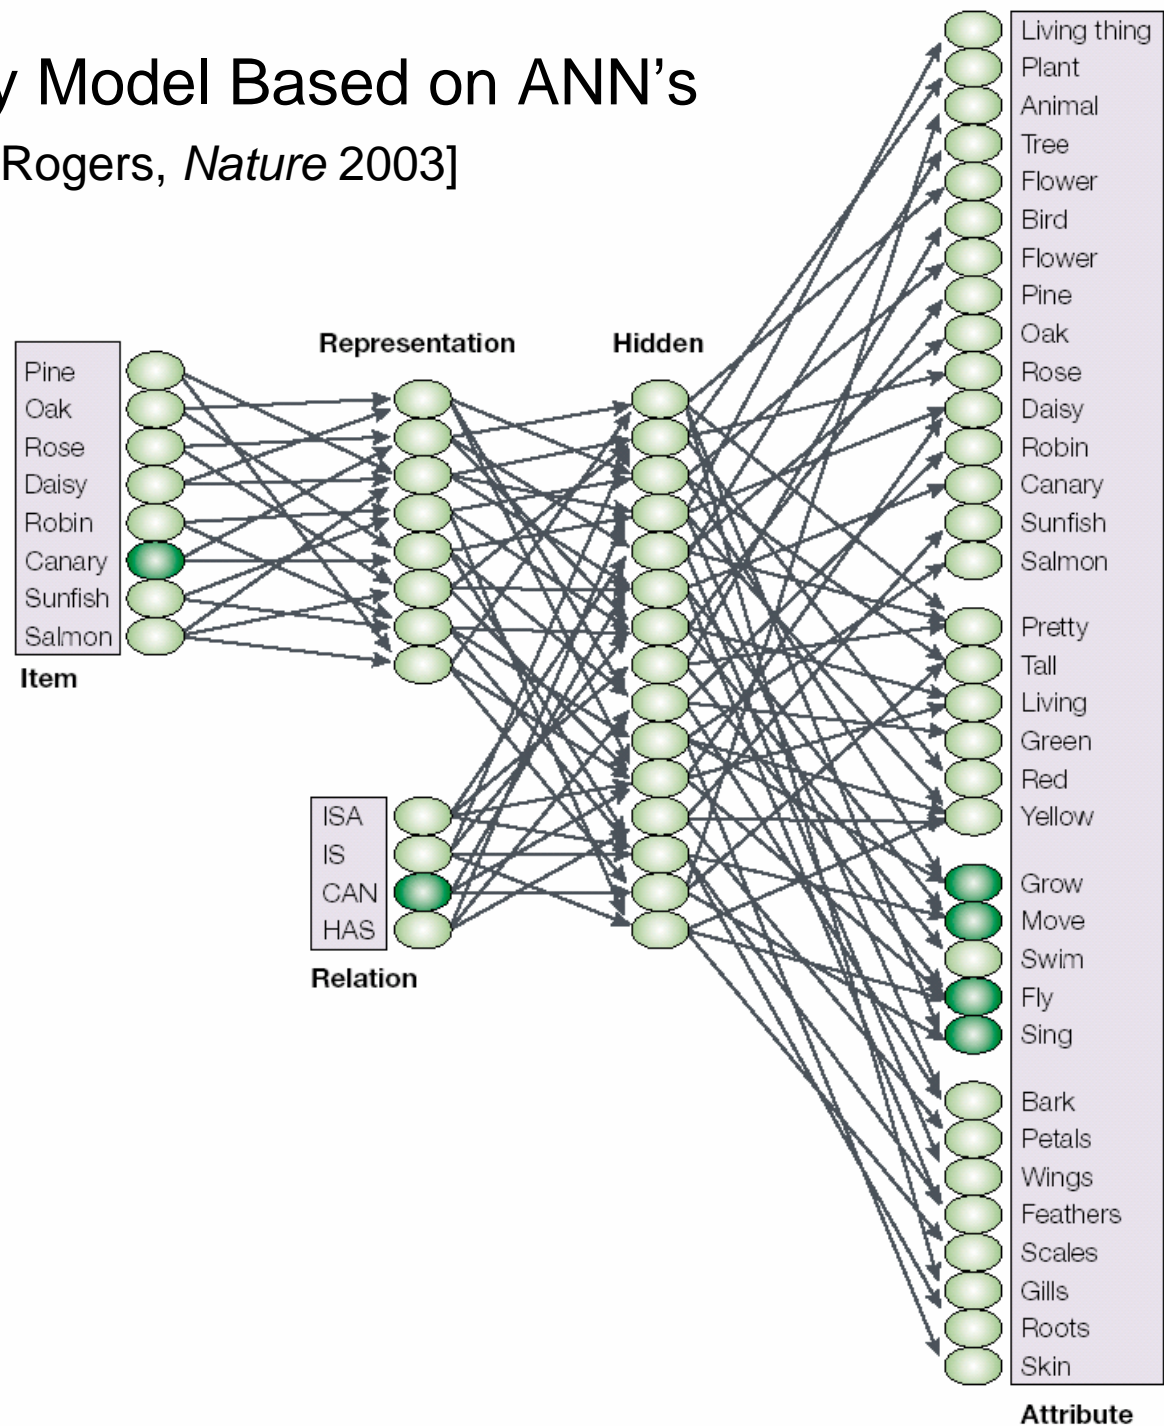 y Model Based on ANN's
Rogers, Nature 2003]
Representation
Hidden
Pine
Oak
Rose
Daisy
Robin
Canary
Sunfish
Salmon
Item
ISA
IS
CAN
HAS
Relation
Living thing
Plant
Animal
Tree
Flower
Bird
Flower
Pine
Oak
Rose
Daisy
Robin
Canary
Sunfish
Salmon
Pretty
Tall
Living
Green
Red
Yellow
Grow
Move
Swim
Fly
Sing
Bark
Petals
Wings
Feathers
Scales
Gills
Roots
Skin
Attribute